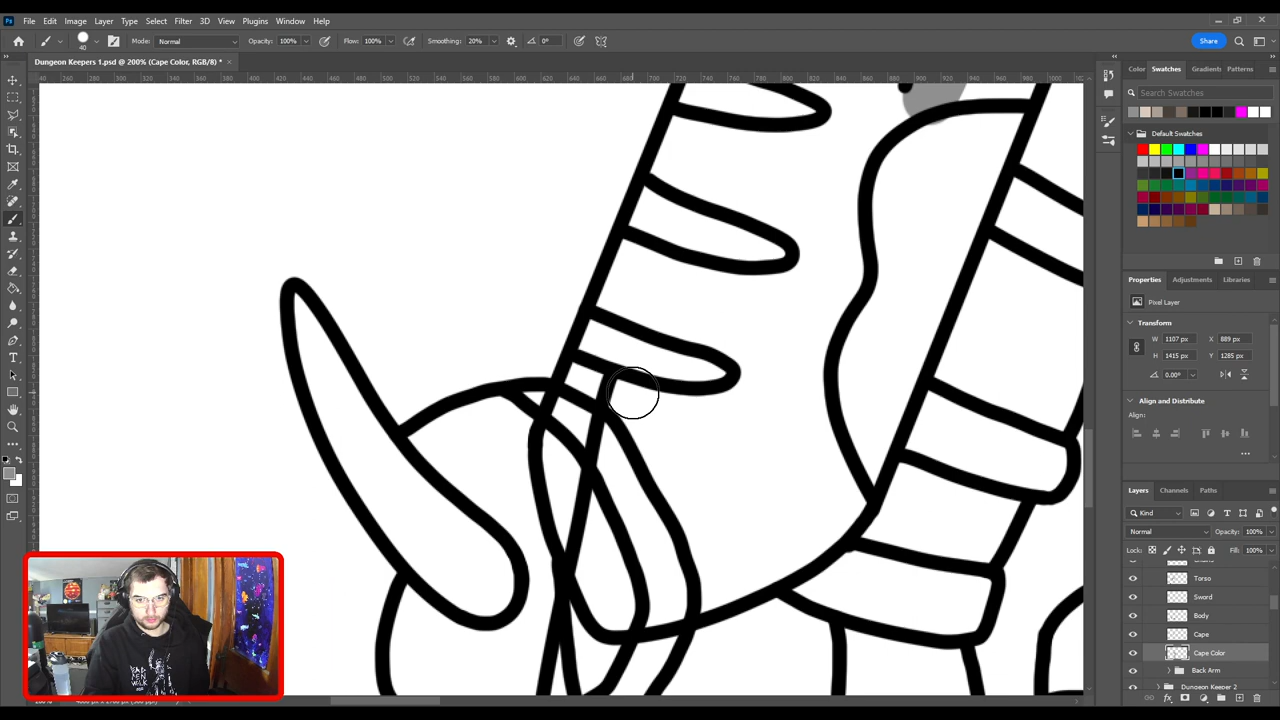 Ps File Edit Image Layer Type Select Filter 3D View Plugins Window Help
40 Mode: Normal Opacity: 100% Flow: 100% Smoothing: 20% 0° Share
Dungeon Keepers 1.psd @ 200% (Cape Color, RGB/8) * ×
Color Swatches Gradients Patterns
Search Swatches
Default Swatches
Properties Adjustments Libraries
Pixel Layer
Transform
W 1107 px X 889 px
H 1415 px Y 1285 px
0.00°
Align and Distribute
Align:
Layers Channels Paths
Kind
Normal Opacity: 100%
Lock: Fill: 100%
Torso
Sword
Body
Cape
Cape Color
Back Arm
Dungeon Keeper 2